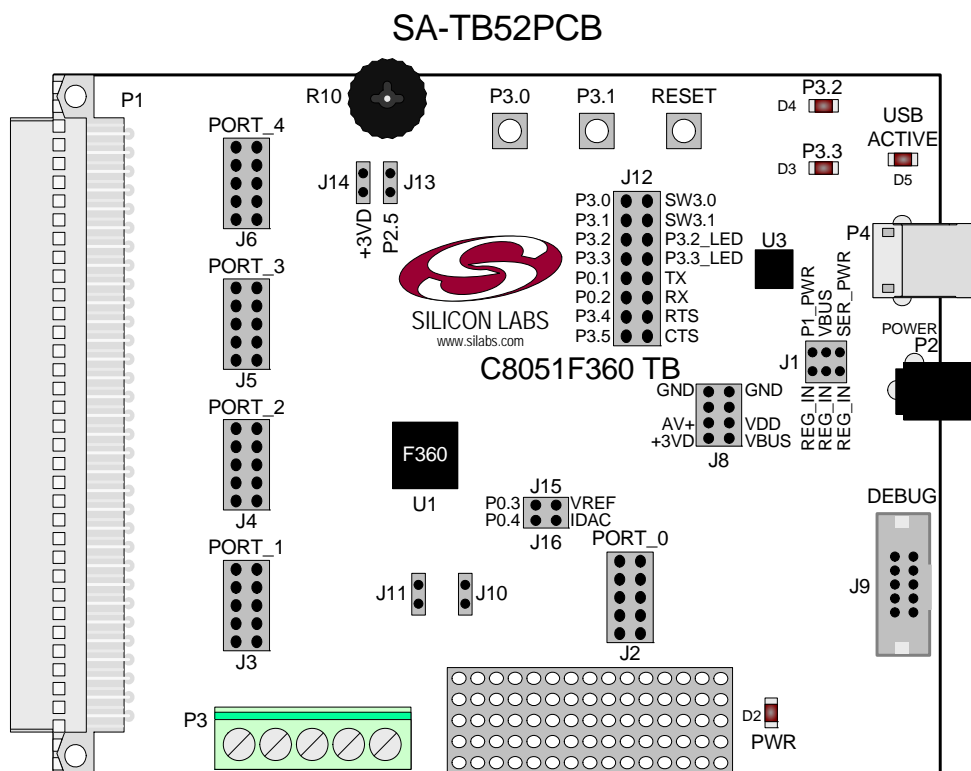 SA-TB52PCB
P1
R10
P3.0
P3.1
RESET
P3.2
D4
USB
ACTIVE
P3.3
D3
D5
PORT_4
J6
J14
J13
+3VD
P2.5
J12
P3.0 SW3.0
P3.1 SW3.1
P3.2 P3.2_LED
P3.3 P3.3_LED
P0.1 TX
P0.2 RX
P3.4 RTS
P3.5 CTS
U3
P4
PORT_3
J5
SILICON LABS
www.silabs.com
C8051F360 TB
P1_PWR
VBUS
SER_PWR
J1
REG_IN
REG_IN
REG_IN
POWER
P2
GND GND
AV+ VDD
+3VD VBUS
J8
PORT_2
J4
F360
U1
J15
P0.3 VREF
P0.4 IDAC
J16
DEBUG
J9
PORT_1
J3
J11
J10
PORT_0
J2
P3
D2
PWR